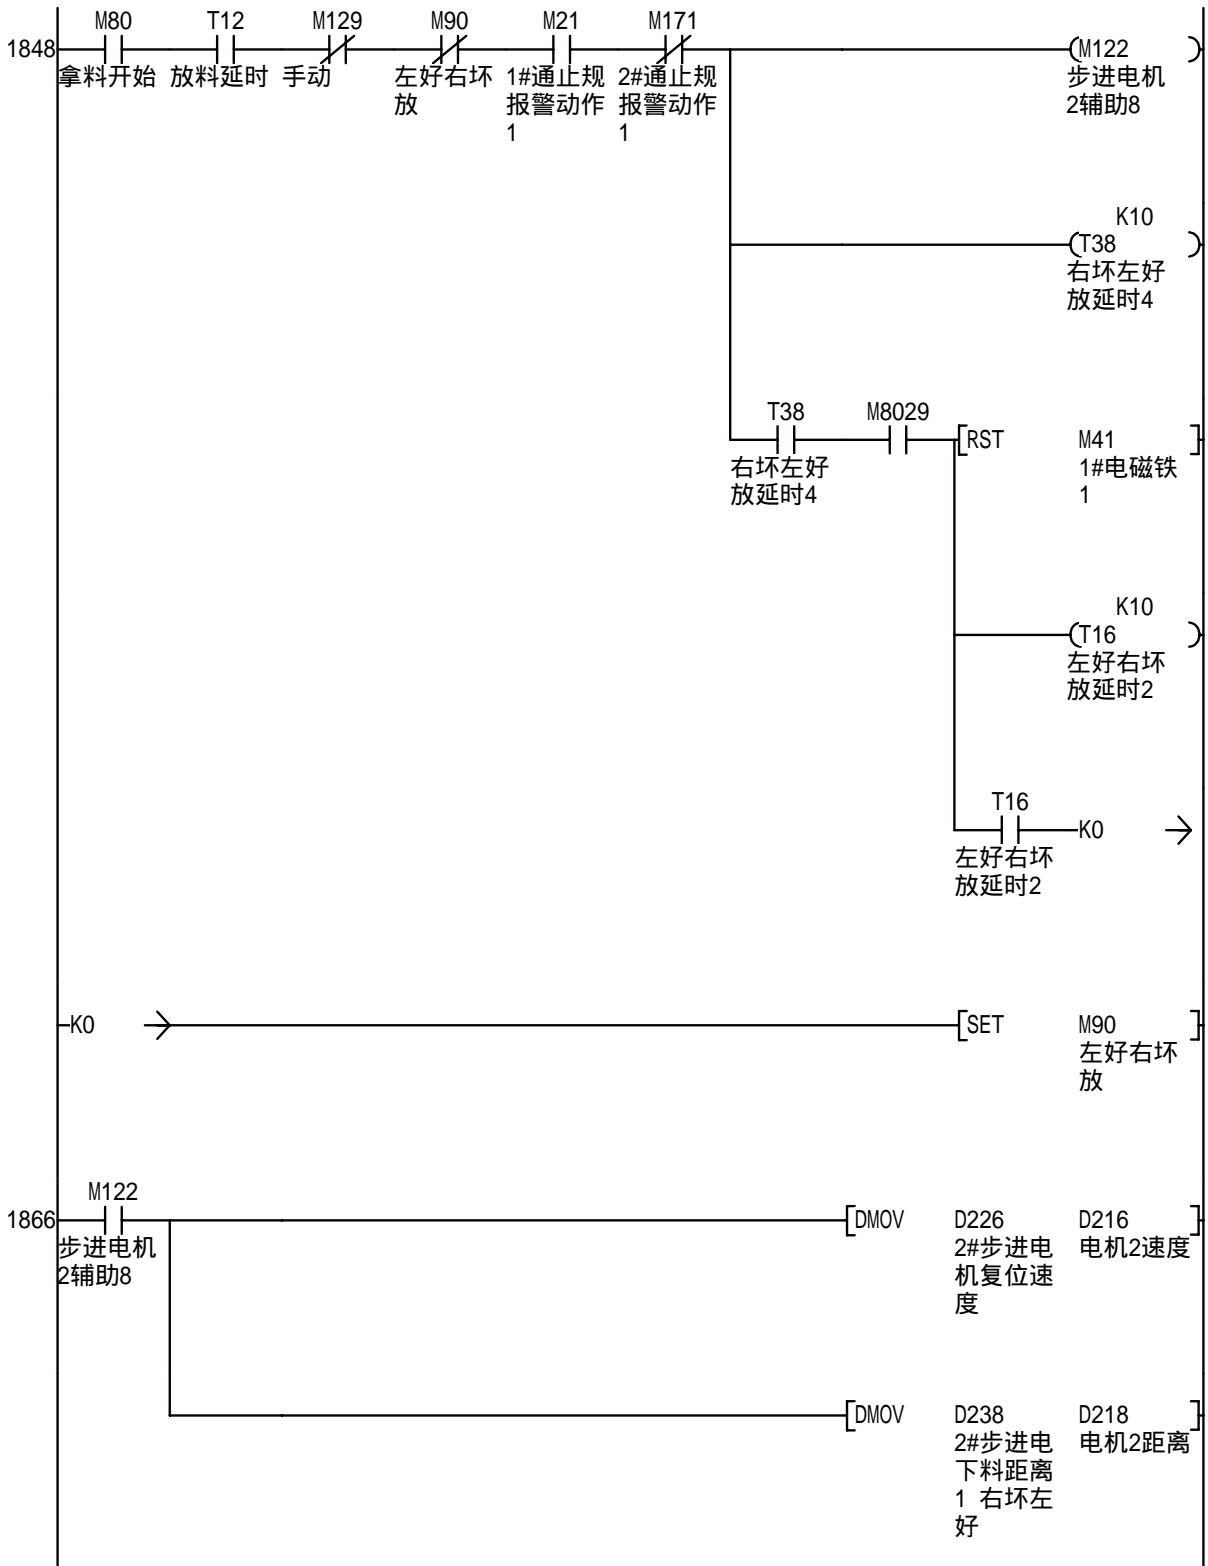 M80 T12 M129 M90 M21 M171
1848 (M122 )
拿料开始 放料延时 手动 左好右坏 1#通止规 2#通止规 步进电机
放 报警动作 报警动作 2辅助8
1 1
K10
(T38 )
右坏左好
放延时4
T38 M8029
[RST M41 ]
右坏左好 1#电磁铁
放延时4 1
K10
(T16 )
左好右坏
放延时2
T16
K0
左好右坏
放延时2
K0 [SET M90 ]
左好右坏
放
M122
1866 [DMOV D226 D216 ]
步进电机 2#步进电 电机2速度
2辅助8 机复位速
度
[DMOV D238 D218 ]
2#步进电 电机2距离
下料距离
1 右坏左
好